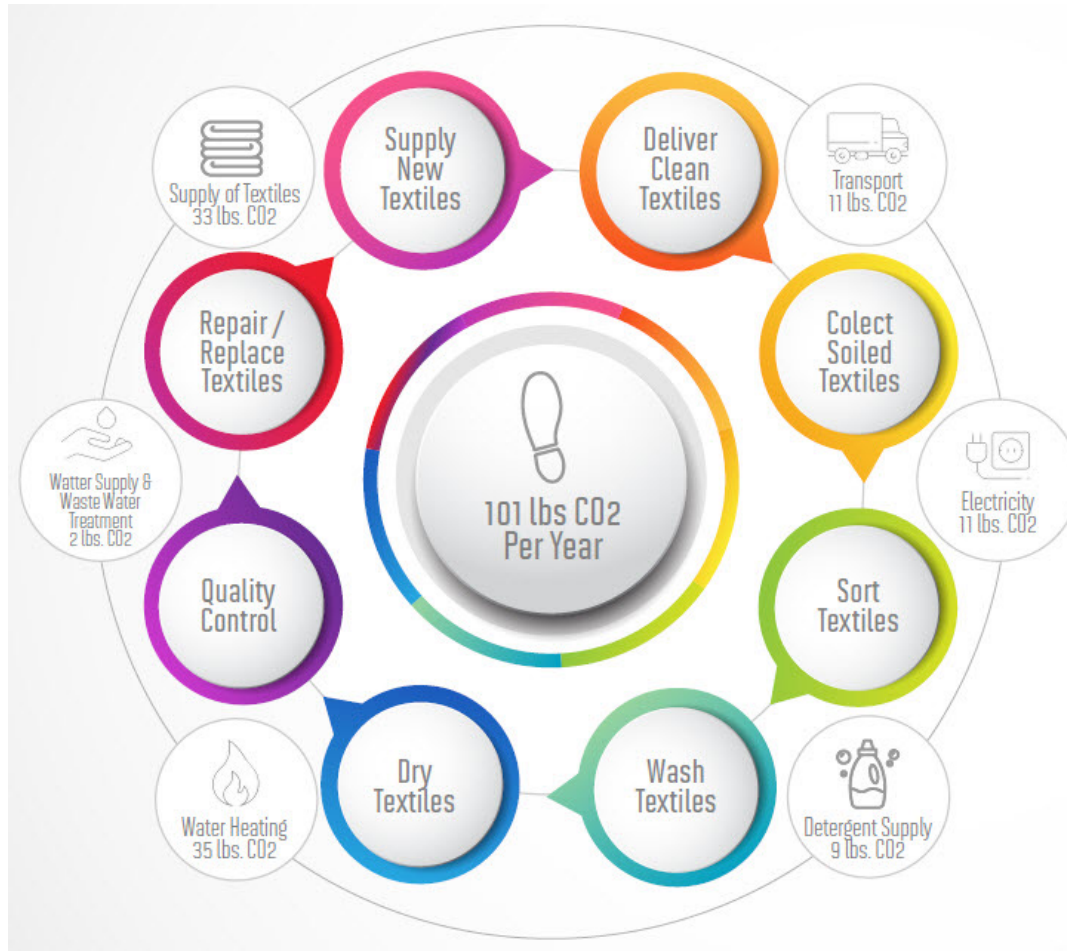 Supply
New
Textiles
Deliver
Clean
Textiles
Transport
11 lbs. CO2
Colect
Soiled
Textiles
Electricity
11 lbs. CO2
Sort
Textiles
Detergent Supply
9 lbs. CO2
Wash
Textiles
Dry
Textiles
Water Heating
35 lbs. CO2
Quality
Control
Watter Supply &
Waste Water
Treatment
2 lbs. CO2
Repair /
Replace
Textiles
Supply of Textiles
33 lbs. CO2
101 lbs CO2
Per Year